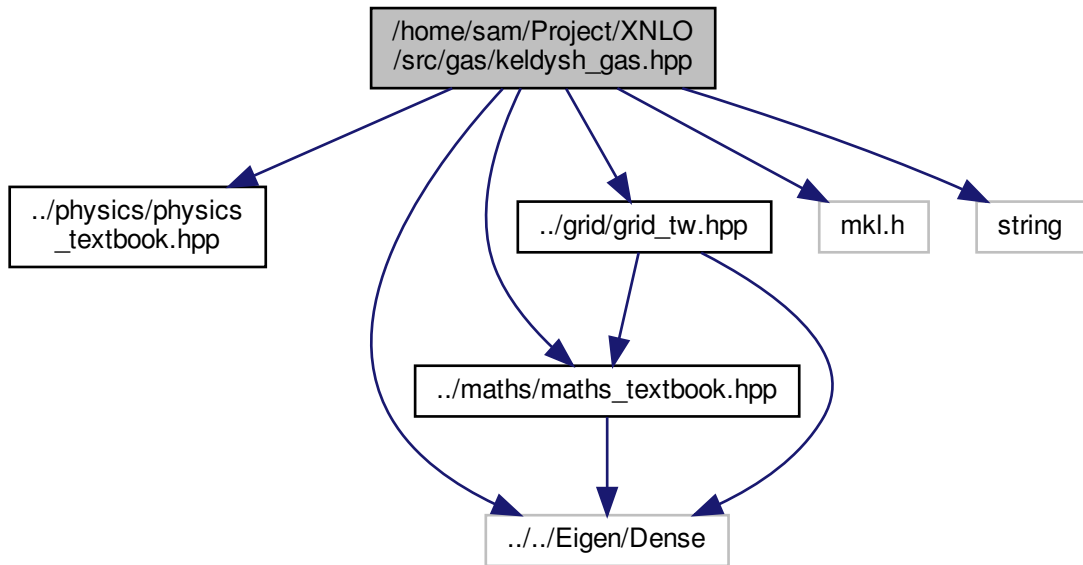 /home/sam/Project/XNLO
/src/gas/keldysh_gas.hpp
../physics/physics
_textbook.hpp
../grid/grid_tw.hpp
mkl.h
string
../maths/maths_textbook.hpp
../../Eigen/Dense